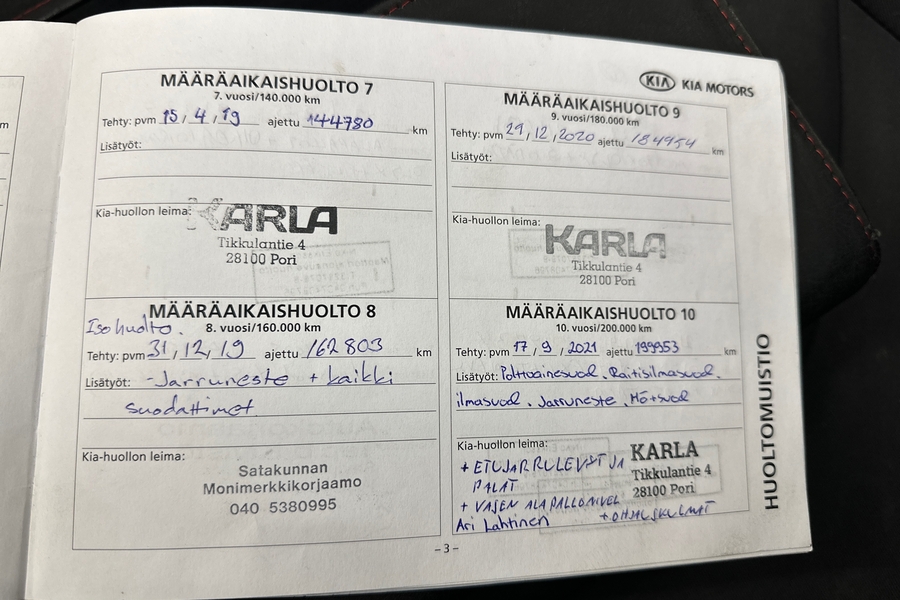 m
MÄÄRÄAIKAISHUOLTO 7
7. vuosi/140.000 km
Tehty: pvm 15, 4, 19 ajettu 144780 km
Lisätyöt:
Kia-huollon leima:
KARLA
Tikkulantie 4
28100 Pori
MÄÄRÄAIKAISHUOLTO 8
Isohuolto.
8. vuosi/160.000 km
Tehty: pvm 31, 12, 19 ajettu 162803 km
Lisätyöt: -Jarruneste + kaikki
suodattimet
Kia-huollon leima:
Satakunnan
Monimerkkikorjaamo
040 5380995
KIA KIA MOTORS
MÄÄRÄAIKAISHUOLTO 9
9. vuosi/180.000 km
Tehty: pvm 29, 12, 2020 ajettu 184954 km
Lisätyöt:
Kia-huollon leima:
KARLA
Tikkulantie 4
28100 Pori
MÄÄRÄAIKAISHUOLTO 10
10. vuosi/200.000 km
Tehty: pvm 17, 9, 2021 ajettu 199953 km
Lisätyöt: Polttoainesuod. Raitisilmasuod.
ilmasuod. Jarruneste. Mö+suod
Kia-huollon leima:
KARLA
Tikkulantie 4
28100 Pori
+ ETUJARRULEVYT JA
PALAT
+ VASEN ALAPALLONIVEL
Ari Lahtinen + OHJAUSKULMAT
HUOLTOMUISTIO
– 3 –